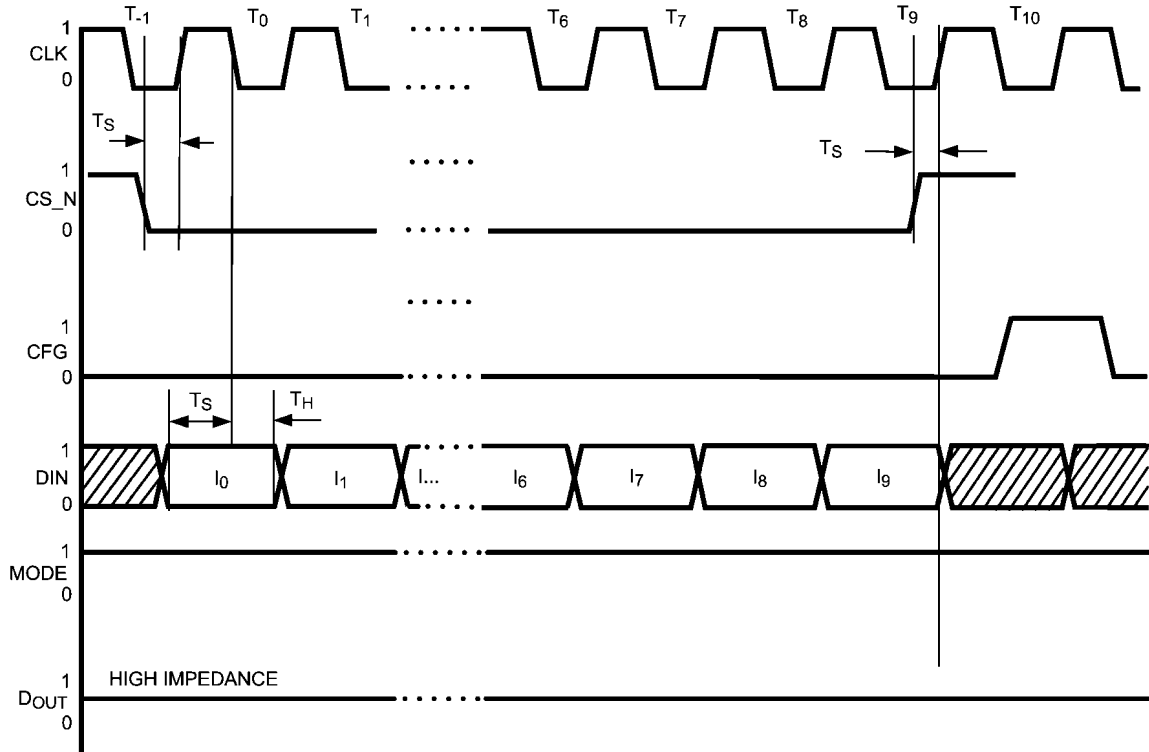 T-1 T0 T1 T6 T7 T8 T9 T10
1
CLK
0
TS TS
1
CS_N
0
1
CFG
0
TS TH
1
DIN I0 I1 I... I6 I7 I8 I9
0
1
MODE
0
HIGH IMPEDANCE
1
DOUT
0